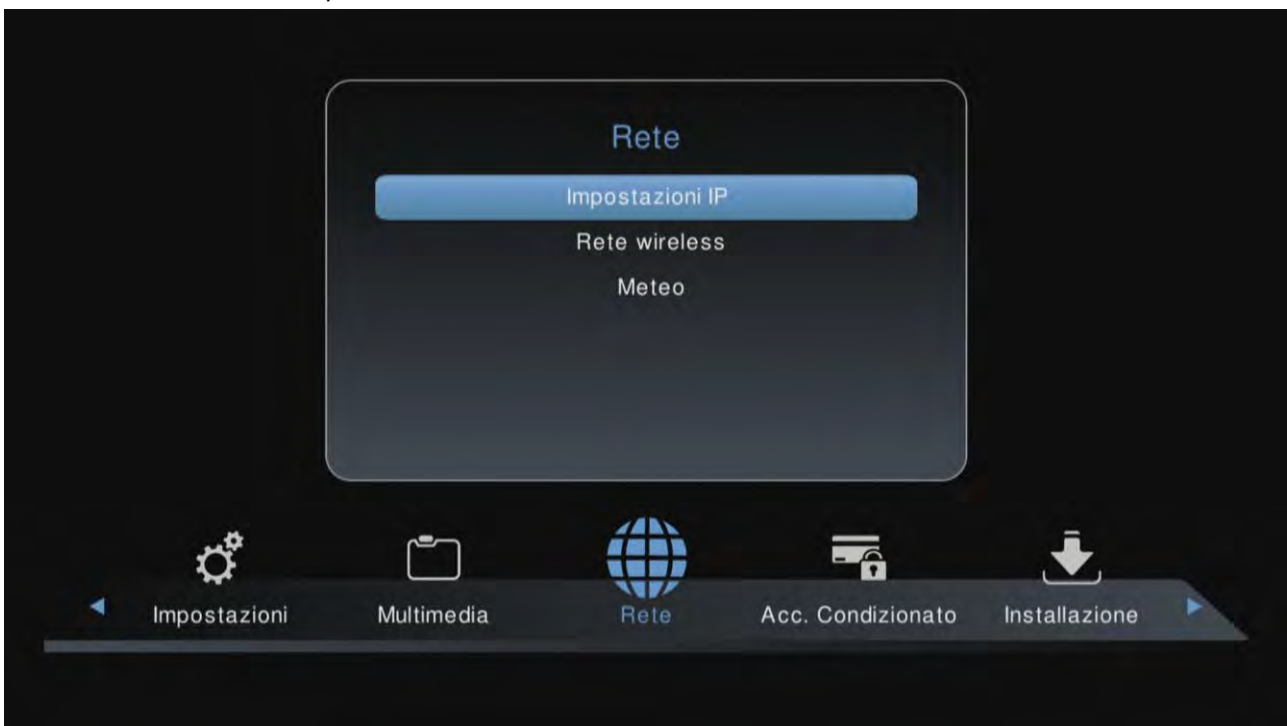 Rete
Impostazioni IP
Rete wireless
Meteo
Impostazioni Multimedia Rete Acc. Condizionato Installazione